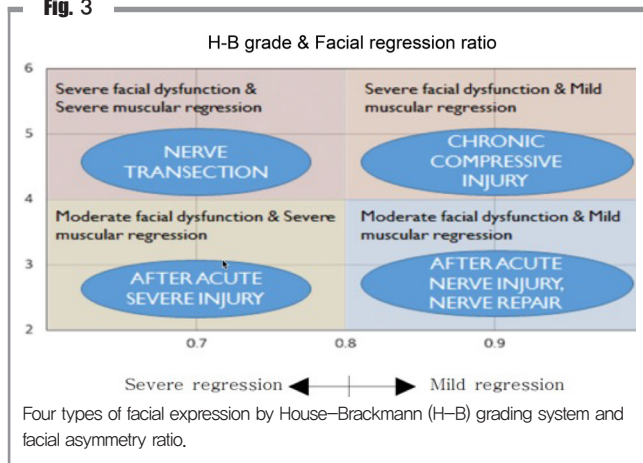 Fig. 3
H-B grade & Facial regression ratio
6
Severe facial dysfunction &
Severe muscular regression
Severe facial dysfunction & Mild
muscular regression
5
NERVE
TRANSECTION
CHRONIC
COMPRESSIVE
INJURY
4
Moderate facial dysfunction & Severe
muscular regression
Moderate facial dysfunction & Mild
muscular regression
3
AFTER ACUTE
SEVERE INJURY
AFTER ACUTE
NERVE INJURY,
NERVE REPAIR
2
0.7 0.8 0.9
Severe regression Mild regression
Four types of facial expression by House-Brackmann (H-B) grading system and
facial asymmetry ratio.